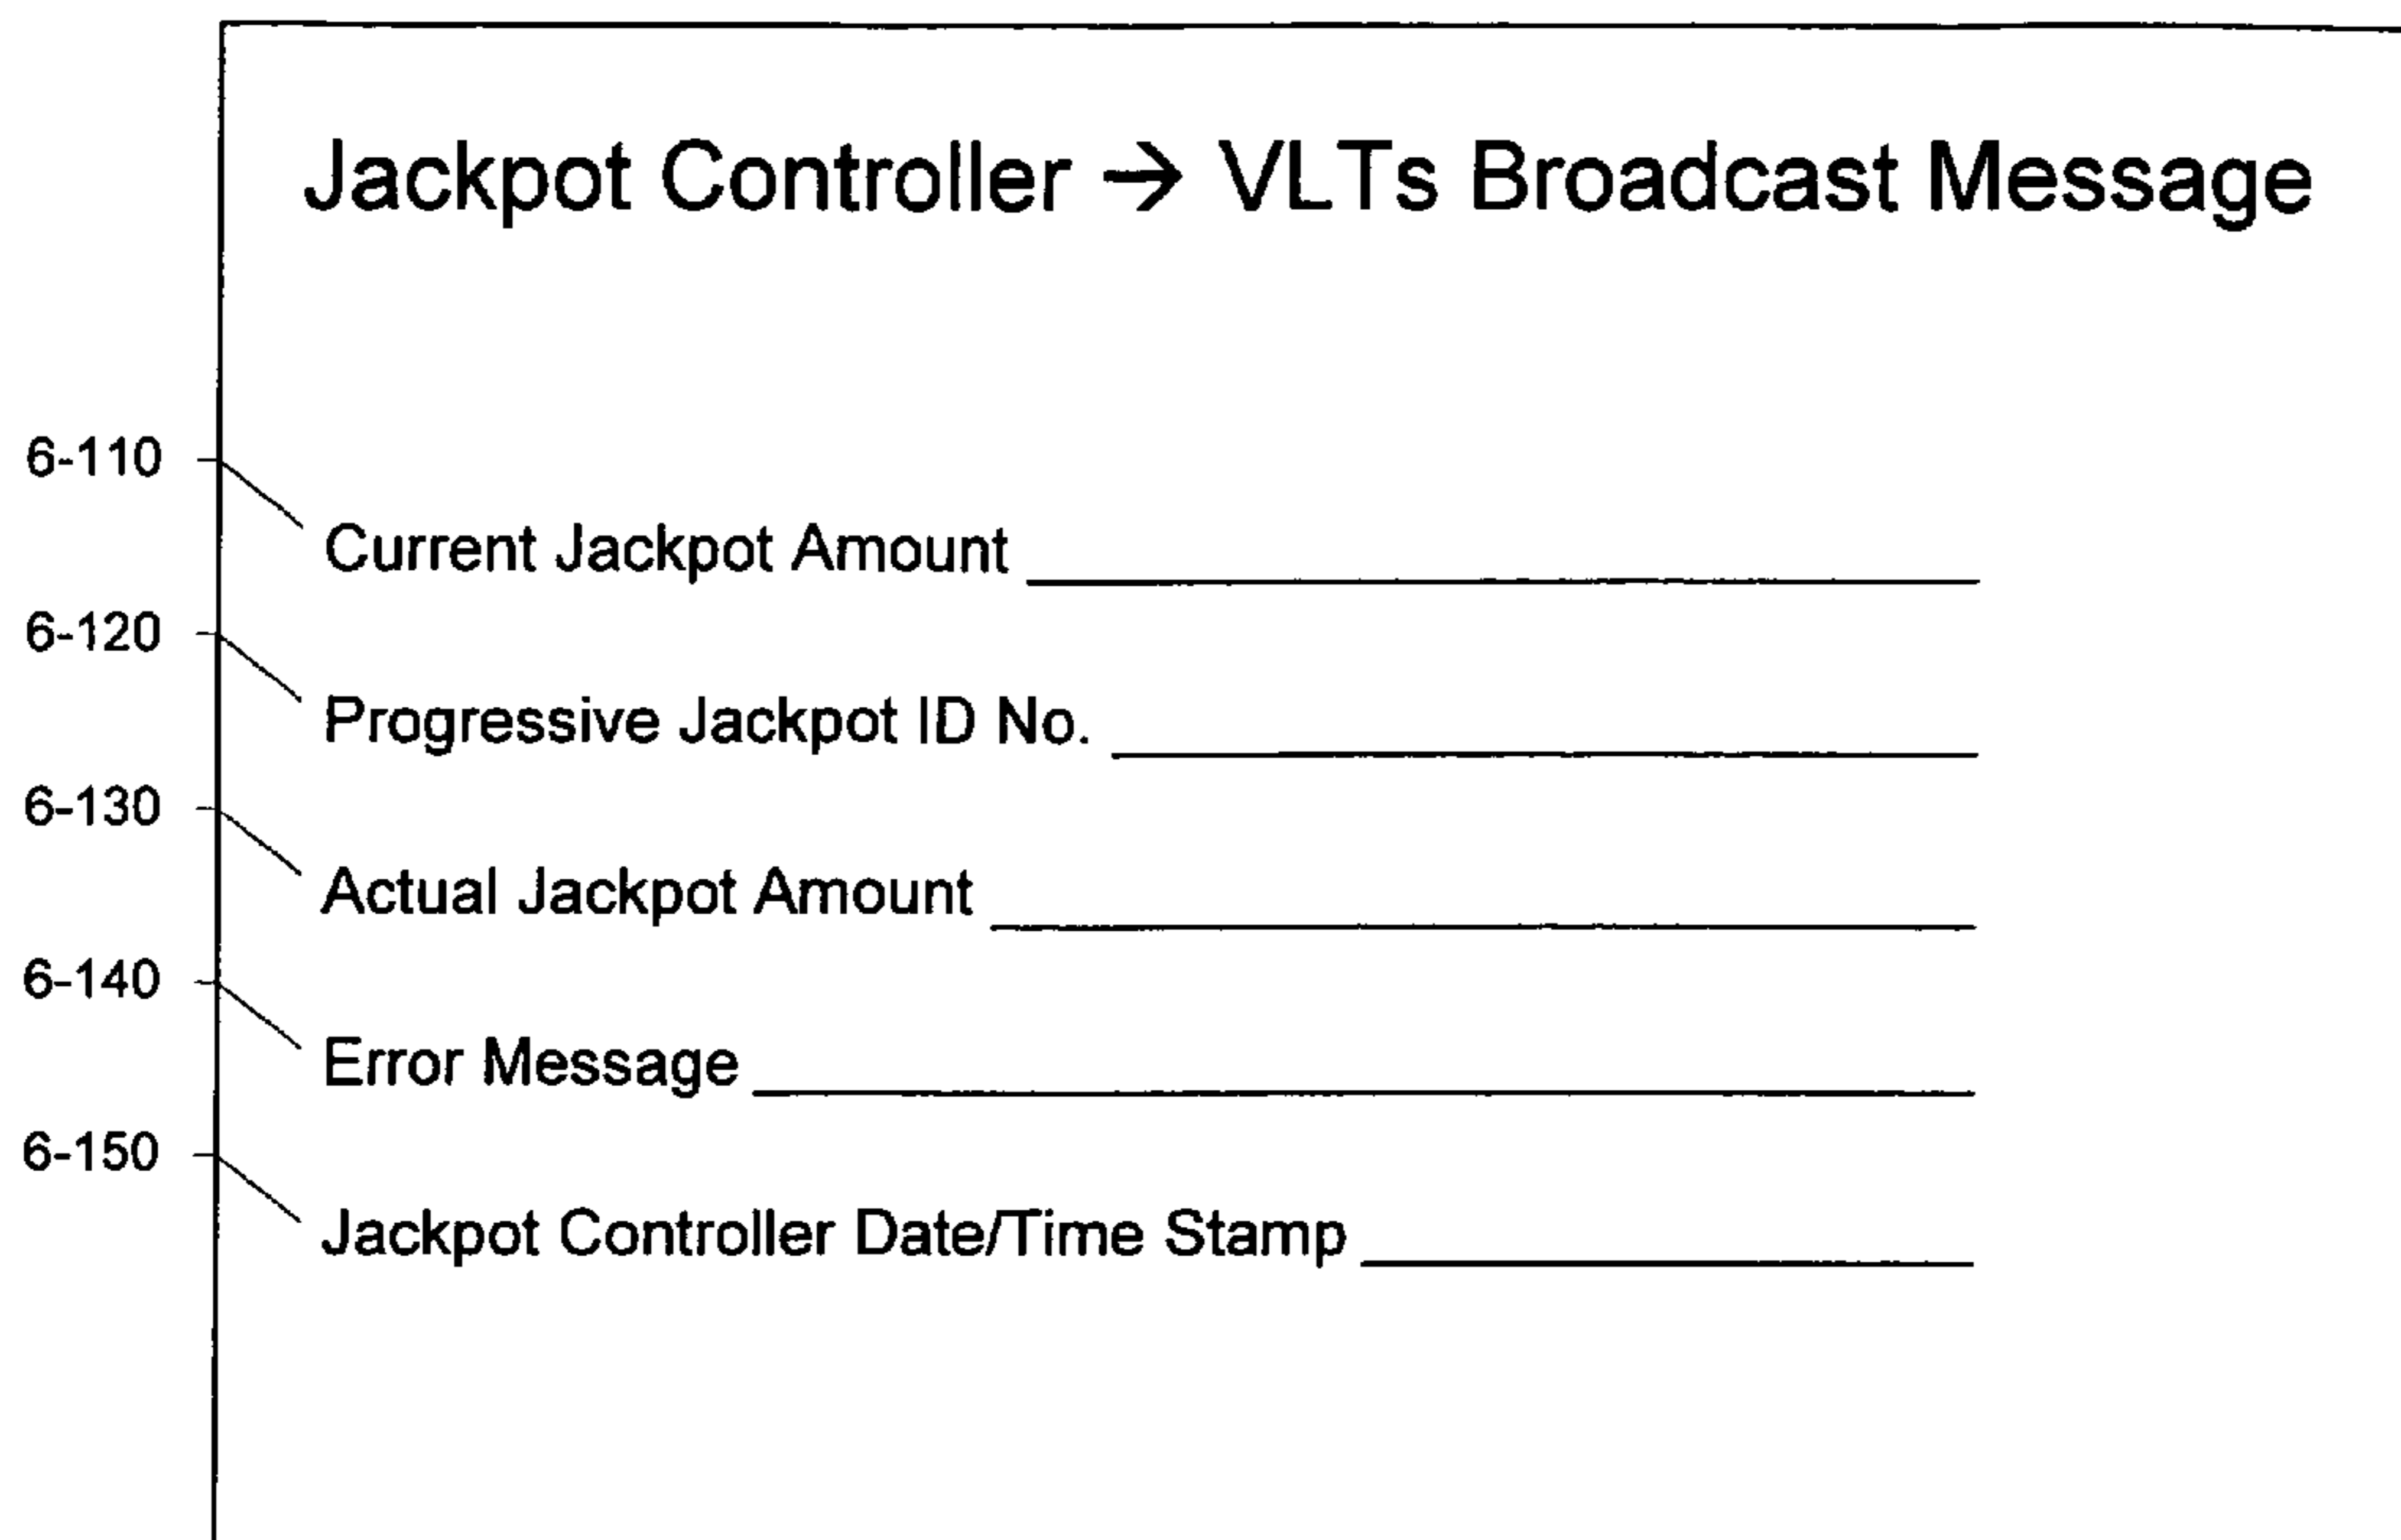 Jackpot Controller → VLTs Broadcast Message
6-110
Current Jackpot Amount
6-120
Progressive Jackpot ID No.
6-130
Actual Jackpot Amount
6-140
Error Message
6-150
Jackpot Controller Date/Time Stamp